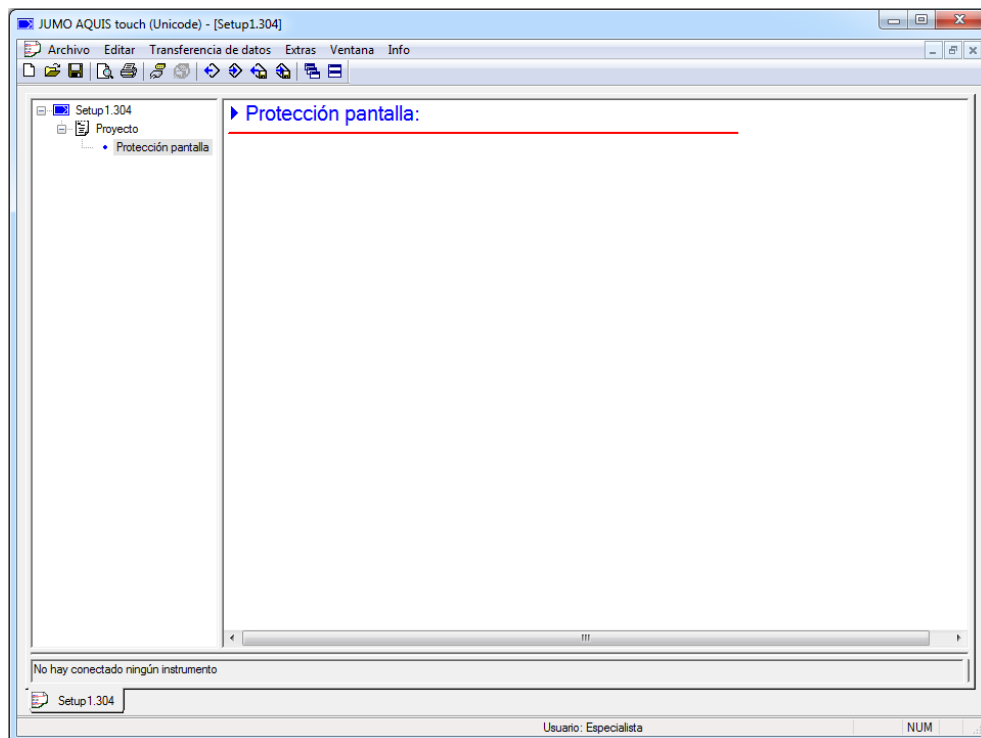 JUMO AQUIS touch (Unicode) - [Setup1.304]
Archivo Editar Transferencia de datos Extras Ventana Info
Setup1.304
Proyecto
Protección pantalla
Protección pantalla:
No hay conectado ningún instrumento
Setup1.304
Usuario: Especialista NUM